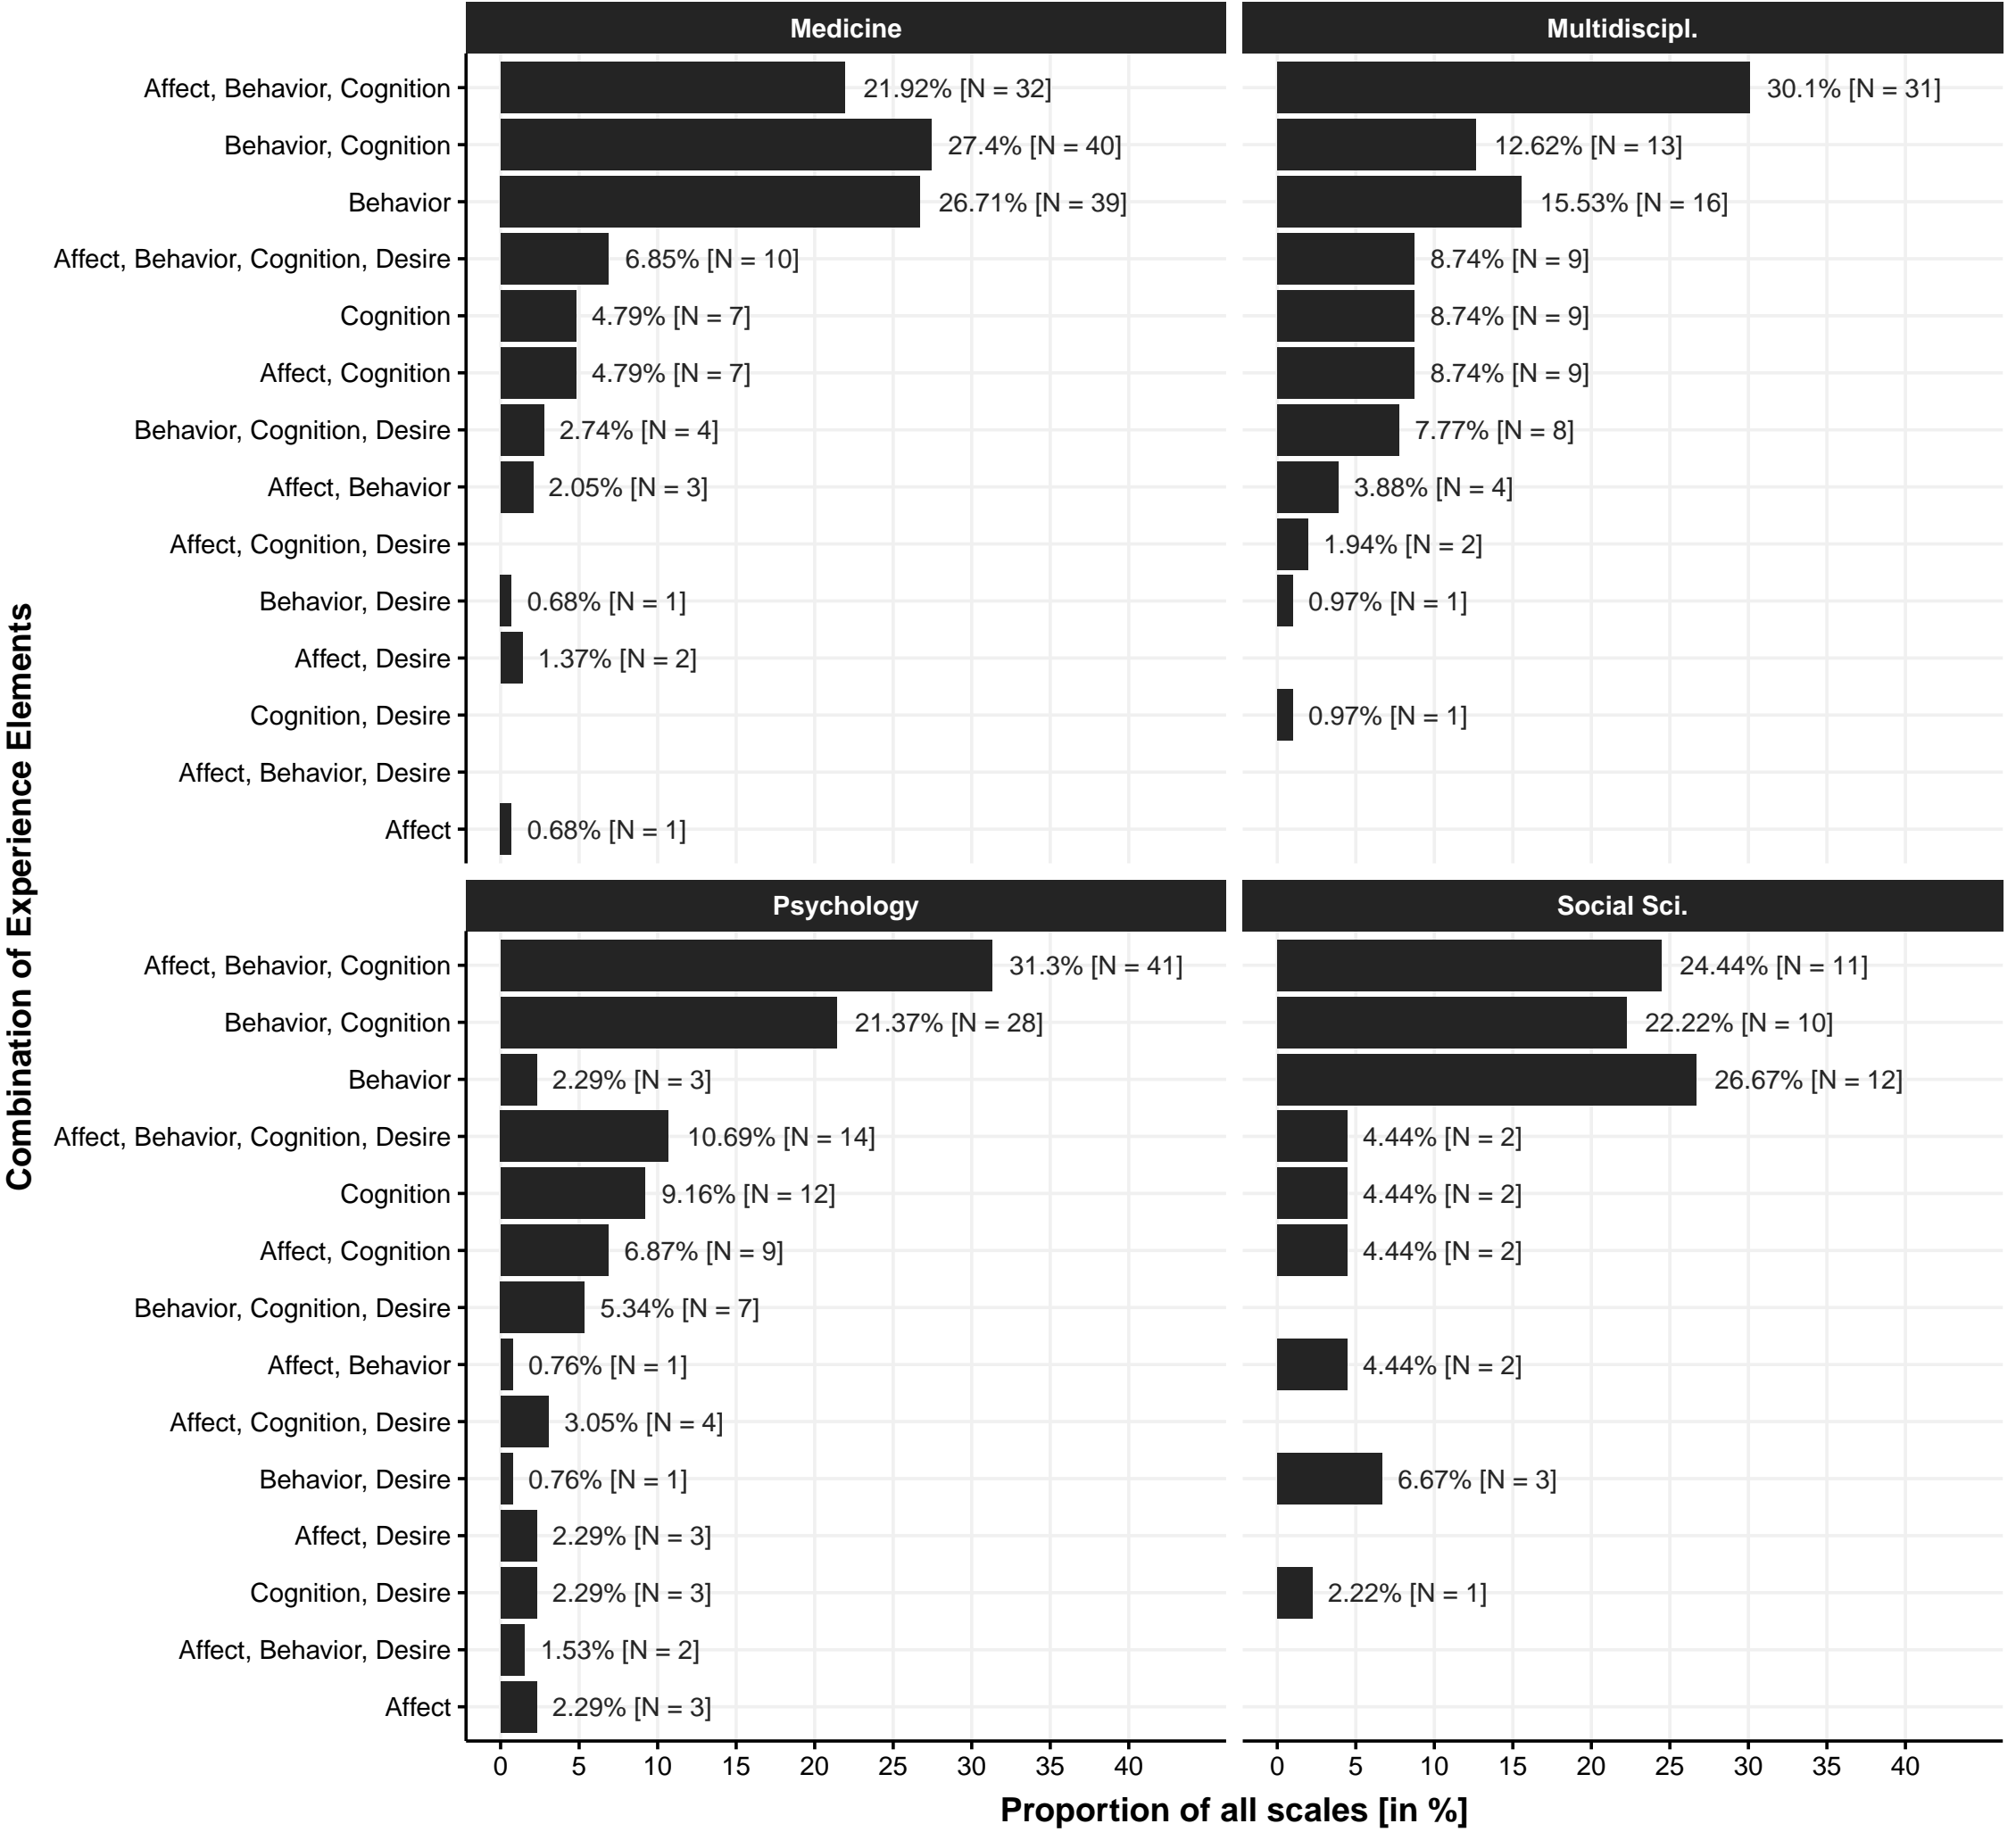 Medicine
Multidiscipl.
Affect, Behavior, Cognition 21.92% [N = 32] 30.1% [N = 31]
Behavior, Cognition 27.4% [N = 40] 12.62% [N = 13]
Behavior 26.71% [N = 39] 15.53% [N = 16]
Affect, Behavior, Cognition, Desire 6.85% [N = 10] 8.74% [N = 9]
Cognition 4.79% [N = 7] 8.74% [N = 9]
Affect, Cognition 4.79% [N = 7] 8.74% [N = 9]
Behavior, Cognition, Desire 2.74% [N = 4] 7.77% [N = 8]
Affect, Behavior 2.05% [N = 3] 3.88% [N = 4]
Affect, Cognition, Desire 1.94% [N = 2]
Behavior, Desire 0.68% [N = 1] 0.97% [N = 1]
Affect, Desire 1.37% [N = 2]
Cognition, Desire 0.97% [N = 1]
Affect, Behavior, Desire
Affect 0.68% [N = 1]
Combination of Experience Elements
Psychology
Social Sci.
Affect, Behavior, Cognition 31.3% [N = 41] 24.44% [N = 11]
Behavior, Cognition 21.37% [N = 28] 22.22% [N = 10]
Behavior 2.29% [N = 3] 26.67% [N = 12]
Affect, Behavior, Cognition, Desire 10.69% [N = 14] 4.44% [N = 2]
Cognition 9.16% [N = 12] 4.44% [N = 2]
Affect, Cognition 6.87% [N = 9] 4.44% [N = 2]
Behavior, Cognition, Desire 5.34% [N = 7]
Affect, Behavior 0.76% [N = 1] 4.44% [N = 2]
Affect, Cognition, Desire 3.05% [N = 4]
Behavior, Desire 0.76% [N = 1] 6.67% [N = 3]
Affect, Desire 2.29% [N = 3]
Cognition, Desire 2.29% [N = 3] 2.22% [N = 1]
Affect, Behavior, Desire 1.53% [N = 2]
Affect 2.29% [N = 3]
0 5 10 15 20 25 30 35 40 0 5 10 15 20 25 30 35 40
Proportion of all scales [in %]